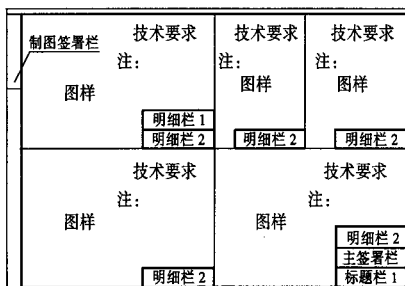 制图签署栏
技术要求
注：
图样
明细栏 1
明细栏 2
技术要求
注：
图样
明细栏 2
技术要求
注：
图样
明细栏 2
技术要求
注：
图样
明细栏 2
技术要求
注：
图样
明细栏 2
主签署栏
标题栏 1